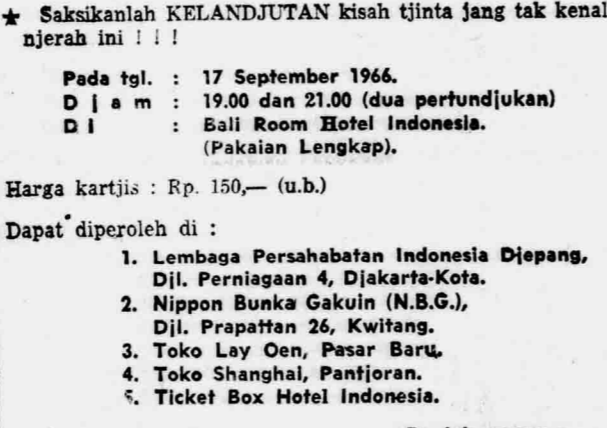 ★ Saksikanlah KELANDJUTAN kisah tjinta jang tak kenal
njerah ini ! ! !
Pada tgl. : 17 September 1966.
D j a m : 19.00 dan 21.00 (dua pertundjukan)
D i : Bali Room Hotel Indonesia.
(Pakaian Lengkap).
Harga kartjis : Rp. 150,— (u.b.)
Dapat diperoleh di :
1. Lembaga Persahabatan Indonesia Djepang,
Djl. Perniagaan 4, Djakarta-Kota.
2. Nippon Bunka Gakuin (N.B.G.),
Djl. Prapattan 26, Kwitang.
3. Toko Lay Oen, Pasar Baru.
4. Toko Shanghai, Pantjoran.
5. Ticket Box Hotel Indonesia.